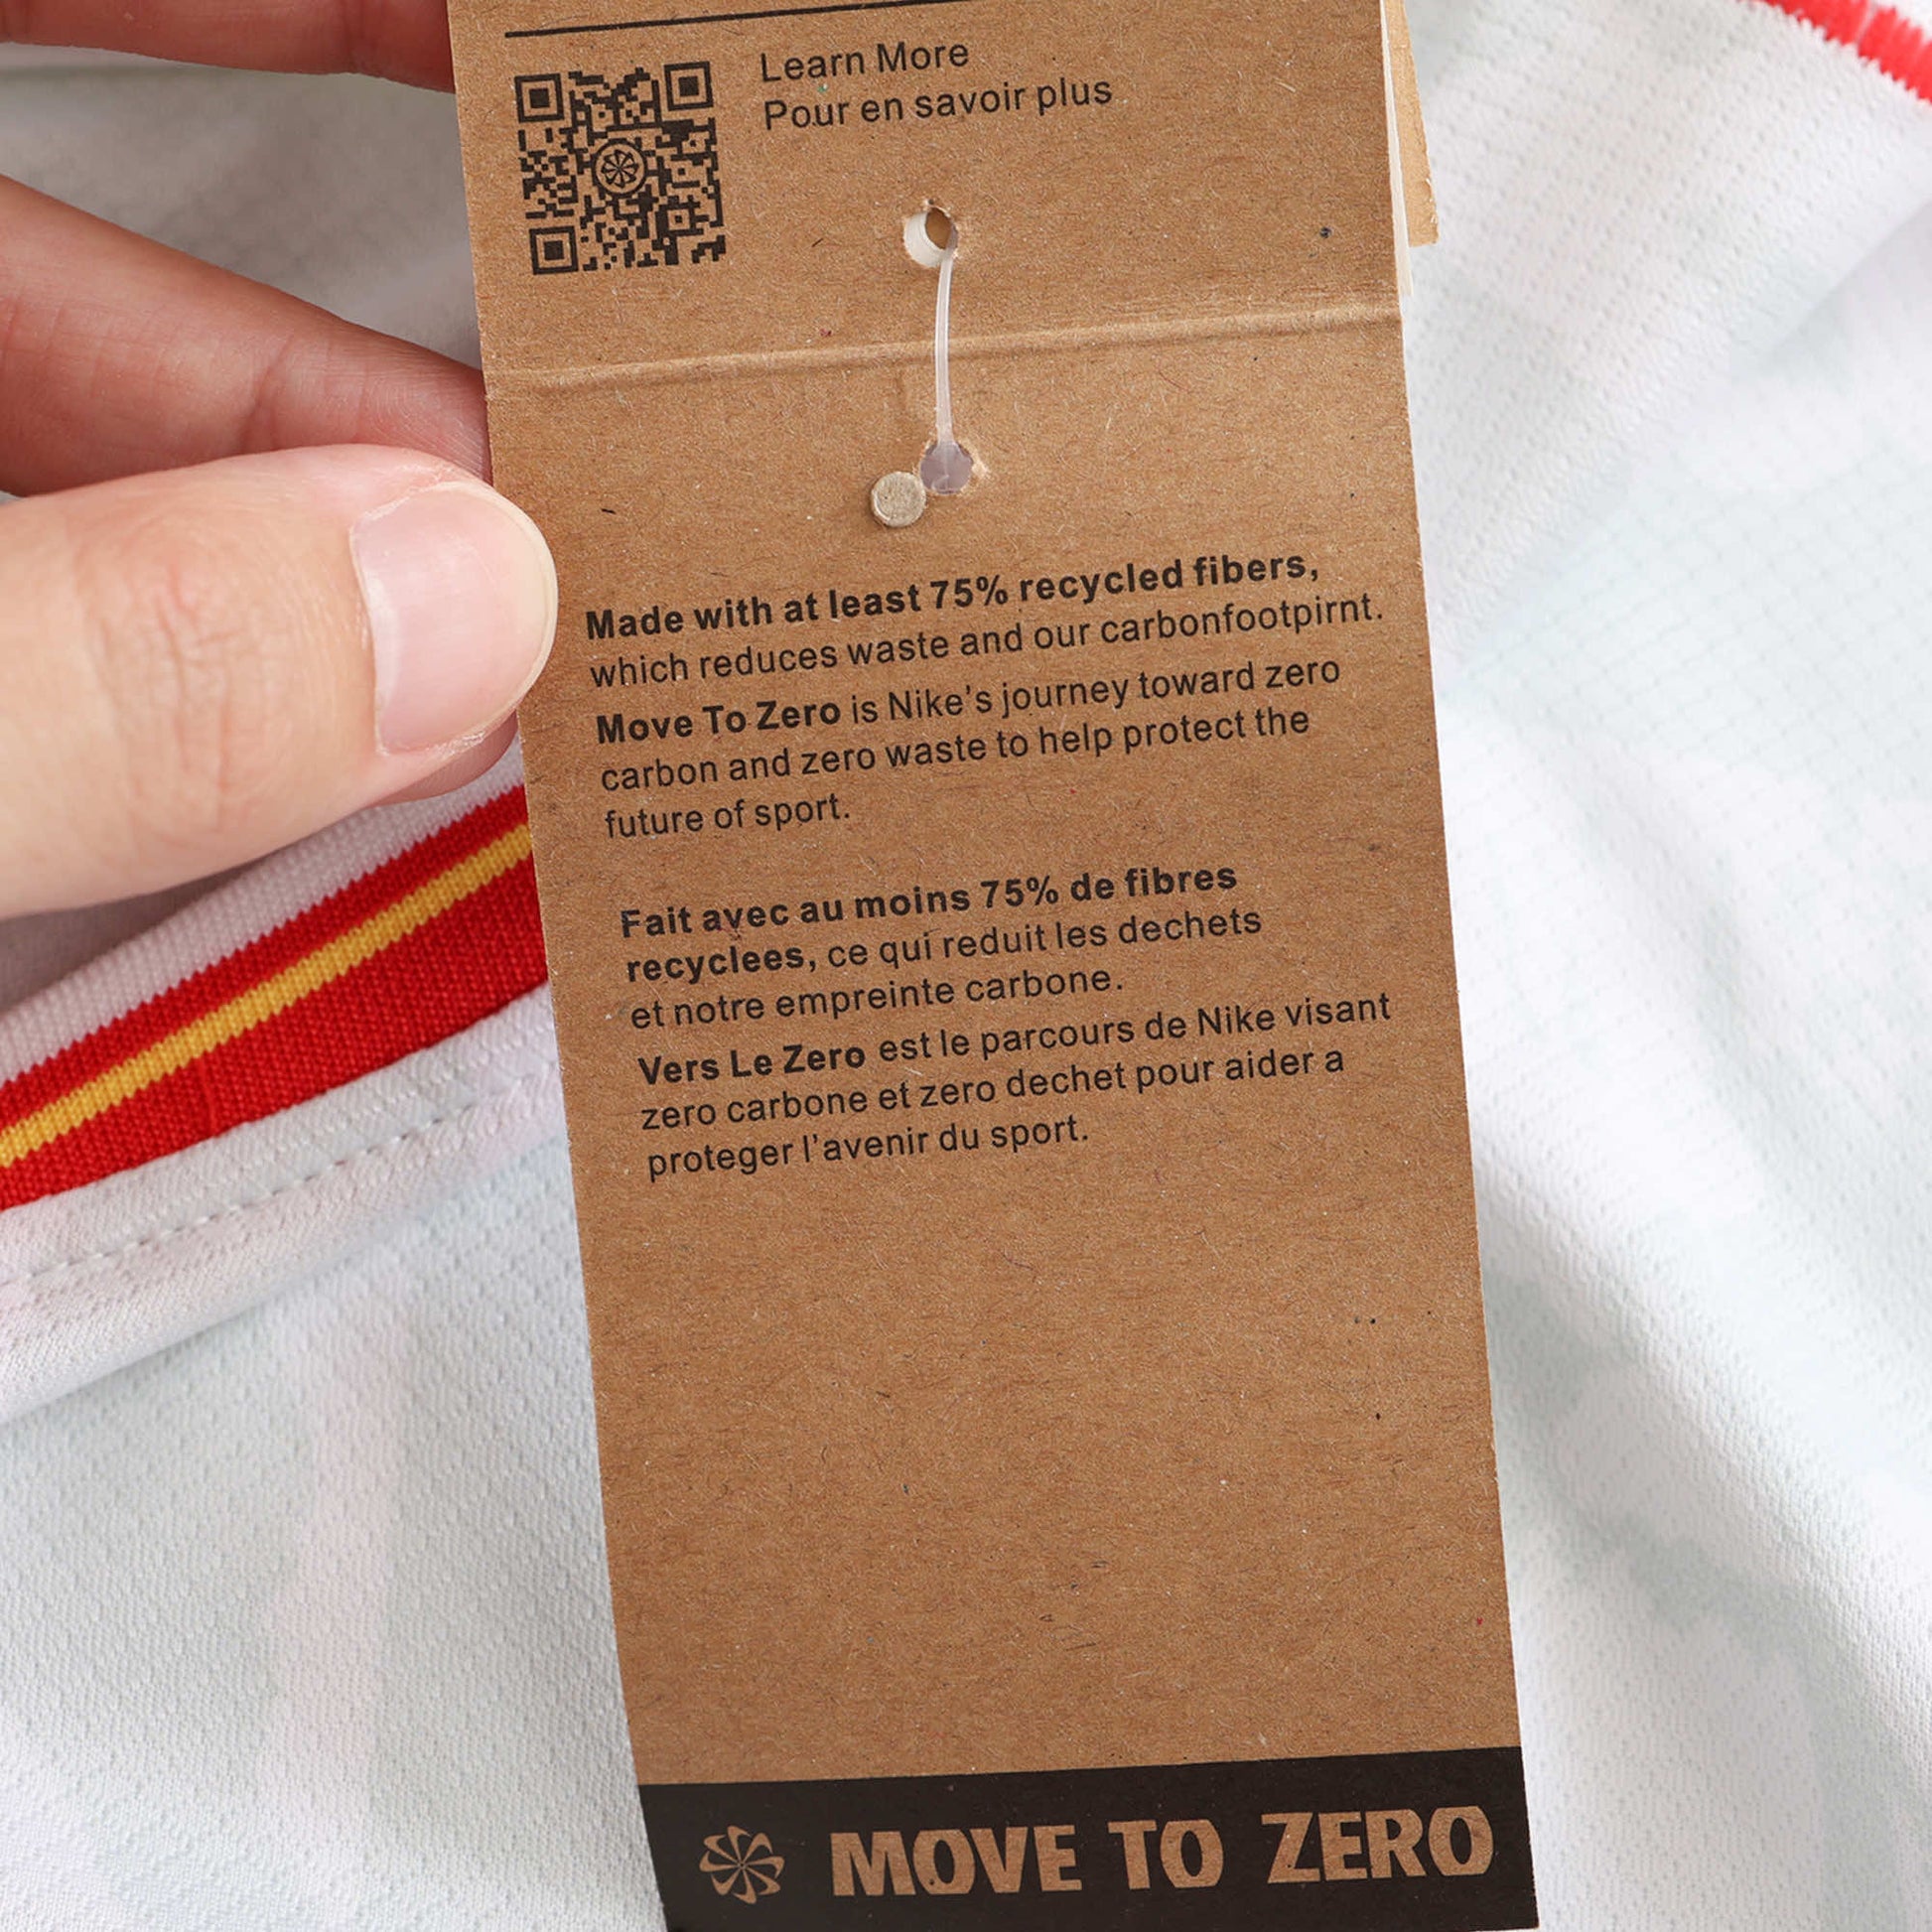 Learn More
Pour en savoir plus
Made with at least 75% recycled fibers,
which reduces waste and our carbonfootpirnt.
Move To Zero is Nike's journey toward zero
carbon and zero waste to help protect the
future of sport.
Fait avec au moins 75% de fibres
recyclees, ce qui reduit les dechets
et notre empreinte carbone.
Vers Le Zero est le parcours de Nike visant
zero carbone et zero dechet pour aider a
proteger l'avenir du sport.
MOVE TO ZERO